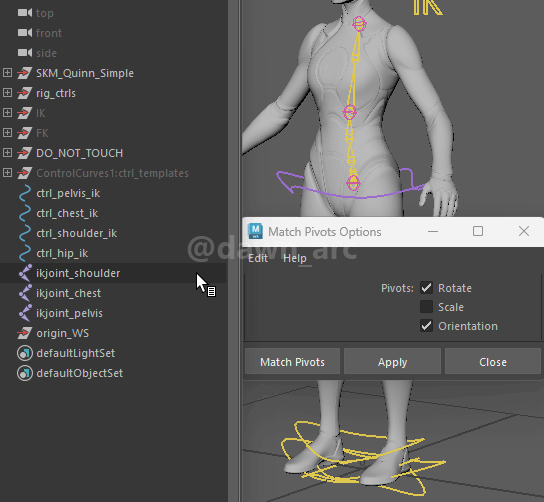 top
front
side
SKM_Quinn_Simple
rig_ctrls
IK
FK
DO_NOT_TOUCH
ControlCurves1:ctrl_templates
ctrl_pelvis_ik
ctrl_chest_ik
ctrl_shoulder_ik
ctrl_hip_ik
ikjoint_shoulder
ikjoint_chest
ikjoint_pelvis
origin_WS
defaultLightSet
defaultObjectSet
IK
M
Match Pivots Options
@dawn_arc
Edit Help
Pivots: Rotate
Scale
Orientation
Match Pivots Apply Close